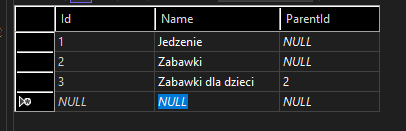 Id Name ParentId
1 Jedzenie NULL
2 Zabawki NULL
3 Zabawki dla dzieci 2
NULL NULL NULL